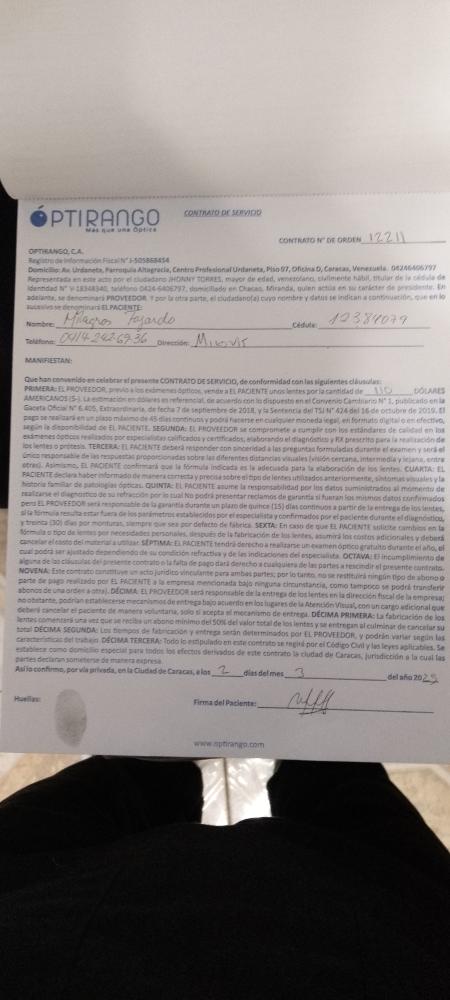 OPTIRANGO
Más que una Óptica
CONTRATO DE SERVICIO
CONTRATO N° DE ORDEN 12211
OPTIRANGO, C.A.
Registro de Información Fiscal N° J-505868454
Domicilio: Av. Urdaneta, Parroquia Altagracia, Centro Profesional Urdaneta, Piso 07, Oficina D, Caracas, Venezuela. 04246406797
Representada en este acto por el ciudadano JHONNY TORRES, mayor de edad, venezolano, civilmente hábil, titular de la cédula de
Identidad N° V-18348340, teléfono 0424-6406797, domiciliado en Chacao, Miranda, quien actúa en su carácter de presidente. En
adelante, se denominará PROVEEDOR. Y por la otra parte, el ciudadano(a) cuyo nombre y datos se indican a continuación, que en lo
sucesivo se denominará EL PACIENTE:
Nombre: Milagros Fajardo Cédula: 12384079
Teléfono: 0414 242 69 36 Dirección:
MANIFIESTAN:
Que han convenido en celebrar el presente CONTRATO DE SERVICIO, de conformidad con las siguientes cláusulas:
PRIMERA: EL PROVEEDOR, previo a los exámenes ópticos, vende a EL PACIENTE unos lentes por la cantidad de 110 DÓLARES
AMERICANOS ($-). La estimación en dólares es referencial, de acuerdo con lo dispuesto en el Convenio Cambiario N° 1, publicado en la
Gaceta Oficial N° 6.405, Extraordinaria, de fecha 7 de septiembre de 2018, y la Sentencia del TSJ N° 424 del 16 de octubre de 2019. El
pago se realizará en un plazo máximo de 45 días continuos y podrá hacerse en cualquier moneda legal, en formato digital o en efectivo,
según la disponibilidad de EL PACIENTE. SEGUNDA: EL PROVEEDOR se compromete a cumplir con los estándares de calidad en los
exámenes ópticos realizados por especialistas calificados y certificados, elaborando el diagnóstico y RX prescrito para la realización de
los lentes o prótesis. TERCERA: EL PACIENTE deberá responder con sinceridad a las preguntas formuladas durante el examen y será el
único responsable de las respuestas proporcionadas sobre las diferentes distancias visuales (visión cercana, intermedia y lejana, entre
otras). Asimismo, EL PACIENTE confirmará que la fórmula indicada es la adecuada para la elaboración de los lentes. CUARTA: EL
PACIENTE declara haber informado de manera correcta y precisa sobre el tipo de lentes utilizados anteriormente, síntomas visuales y la
historia familiar de patologías ópticas. QUINTA: EL PACIENTE asume la responsabilidad por los datos suministrados al momento de
realizarse el diagnostico de su refracción por lo cual No podrá presentar reclamos de garantía si fueran los mismos datos confirmados
pero EL PROVEEDOR será responsable de la garantía durante un plazo de quince (15) días continuos a partir de la entrega de los lentes,
si la fórmula resulta estar fuera de los parámetros establecidos por el especialista y confirmados por el paciente durante el diagnóstico,
y treinta (30) días por monturas, siempre que sea por defecto de fábrica. SEXTA: En caso de que EL PACIENTE solicite cambios en la
fórmula o tipo de lentes por necesidades personales, después de la fabricación de los lentes, asumirá los costos adicionales y deberá
cancelar el costo del material a utilizar. SÉPTIMA: EL PACIENTE tendrá derecho a realizarse un examen óptico gratuito durante el año, el
cual podrá ser ajustado dependiendo de su condición refractiva y de las indicaciones del especialista. OCTAVA: El incumplimiento de
alguna de las cláusulas del presente contrato o la falta de pago dará derecho a cualquiera de las partes a rescindir el presente contrato.
NOVENA: Este contrato constituye un acto jurídico vinculante para ambas partes; por lo tanto, no se restituirá ningún tipo de abono o
parte de pago realizado por EL PACIENTE a la empresa mencionada bajo ninguna circunstancia, como tampoco se podrá transferir
abonos de una orden a otra). DÉCIMA: EL PROVEEDOR será responsable de la entrega de los lentes en la dirección fiscal de la empresa;
no obstante, podrían establecerse mecanismos de entrega bajo acuerdo en los lugares de la Atención Visual, con un cargo adicional que
deberá cancelar el paciente de manera voluntaria, solo si acepta el mecanismo de entrega. DÉCIMA PRIMERA: La fabricación de los
lentes comenzará una vez que se reciba un abono mínimo del 50% del valor total de los lentes y se entregan al culminar de cancelar su
total DÉCIMA SEGUNDA: Los tiempos de fabricación y entrega serán determinados por EL PROVEEDOR, y podrán variar según las
características del trabajo. DÉCIMA TERCERA: Todo lo estipulado en este contrato se regirá por el Código Civil y las leyes aplicables. Se
establece como domicilio especial para todos los efectos derivados de este contrato la ciudad de Caracas, jurisdicción a la cual las
partes declaran someterse de manera expresa.
Así lo confirmo, por vía privada, en la Ciudad de Caracas, a los 2 días del mes 3 del año 2025
Huellas:
Firma del Paciente:
www.optirango.com